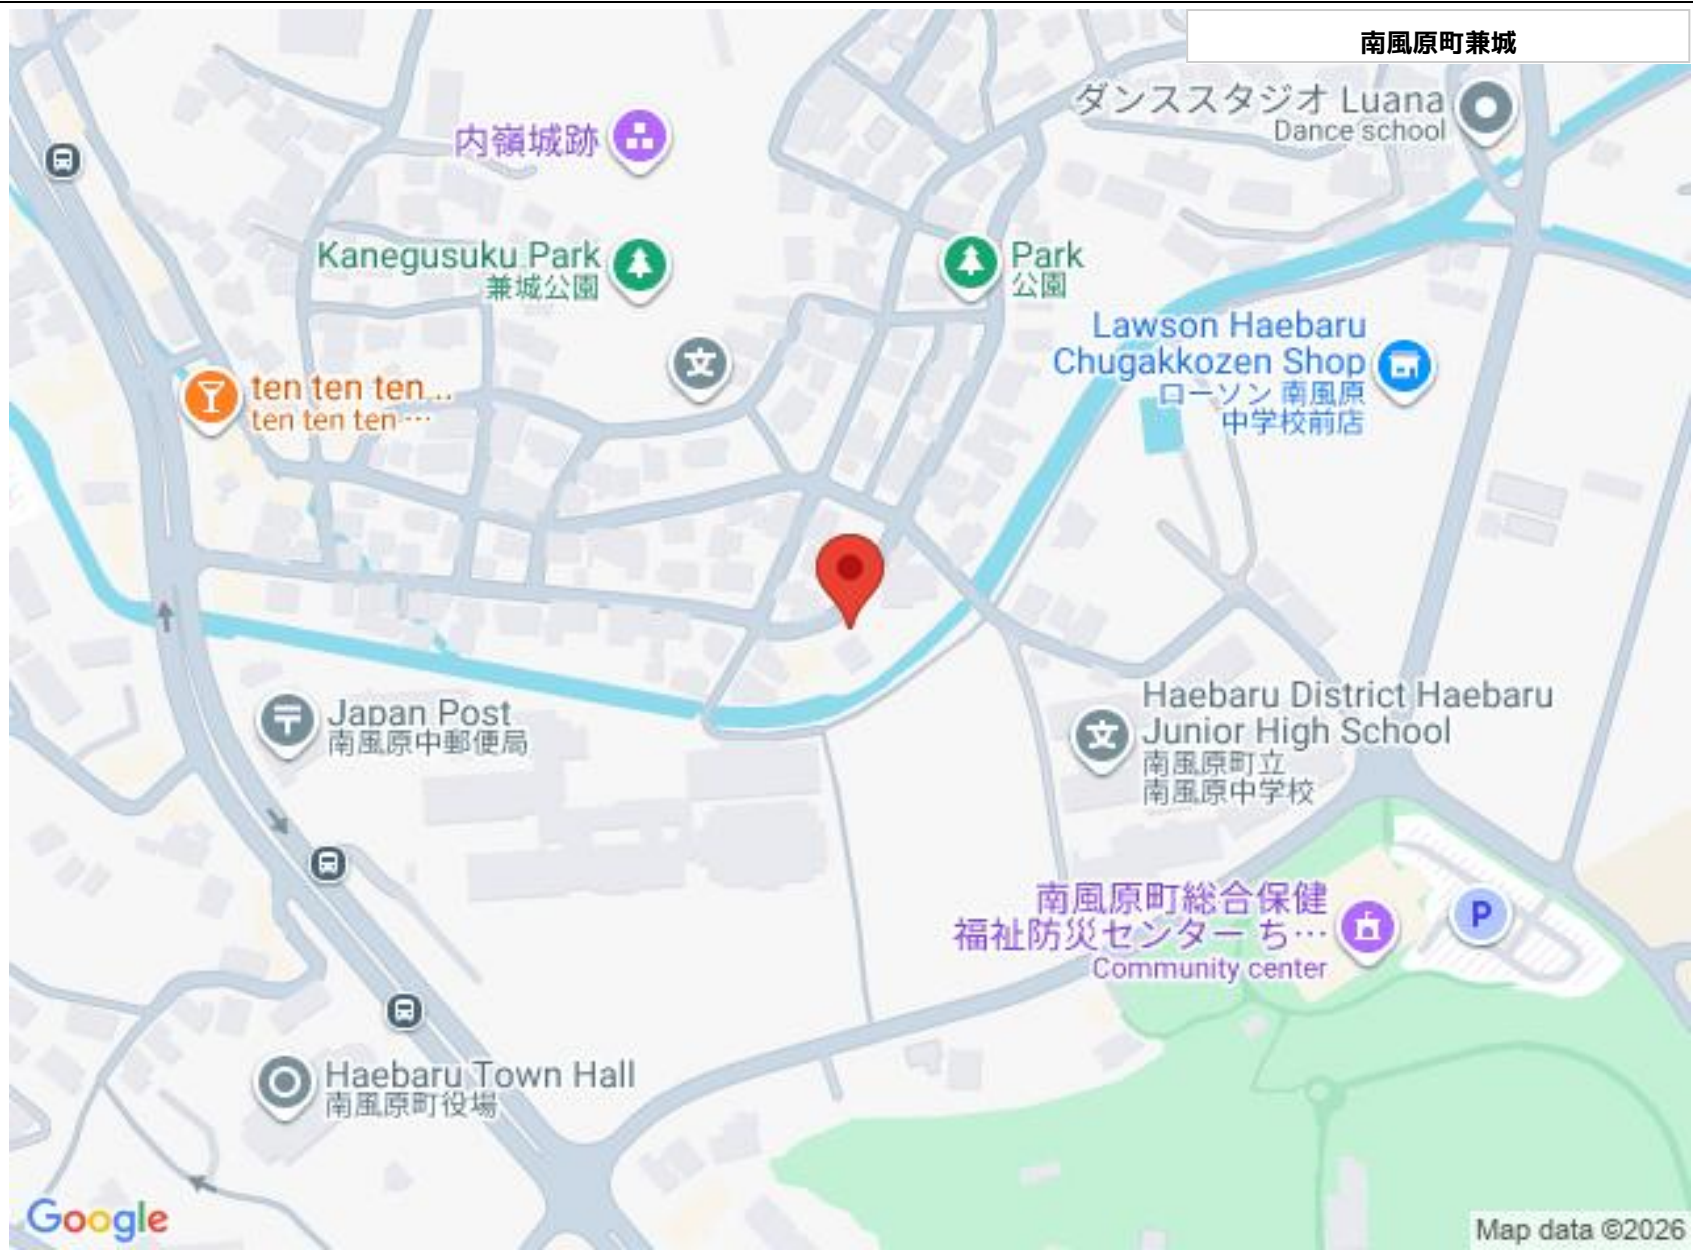 南風原町兼城
ダンススタジオ Luana
Dance school
内嶺城跡
Kanegusuku Park
兼城公園
Park
公園
Lawson Haebaru
Chugakkozen Shop
ローソン 南風原
中学校前店
文
ten ten ten ..
ten ten ten …
Japan Post
南風原中郵便局
文
Haebaru District Haebaru
Junior High School
南風原町立
南風原中学校
南風原町総合保健
福祉防災センター ち…
Community center
P
Haebaru Town Hall
南風原町役場
Google
Map data ©2026